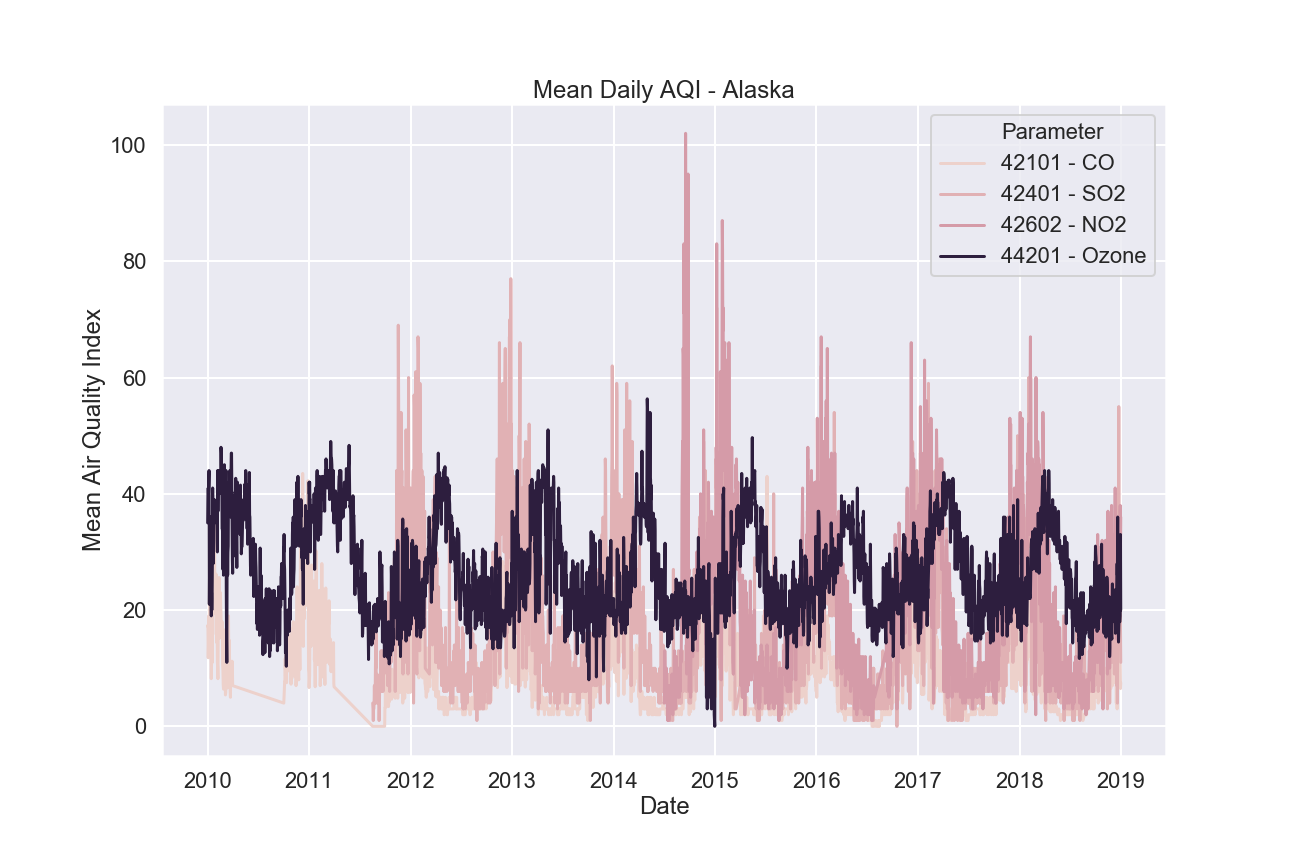 Mean Daily AQI - Alaska
Parameter
42101 - CO
42401 - SO2
42602 - NO2
44201 - Ozone
Mean Air Quality Index
100
80
60
40
20
0
2010 2011 2012 2013 2014 2015 2016 2017 2018 2019
Date